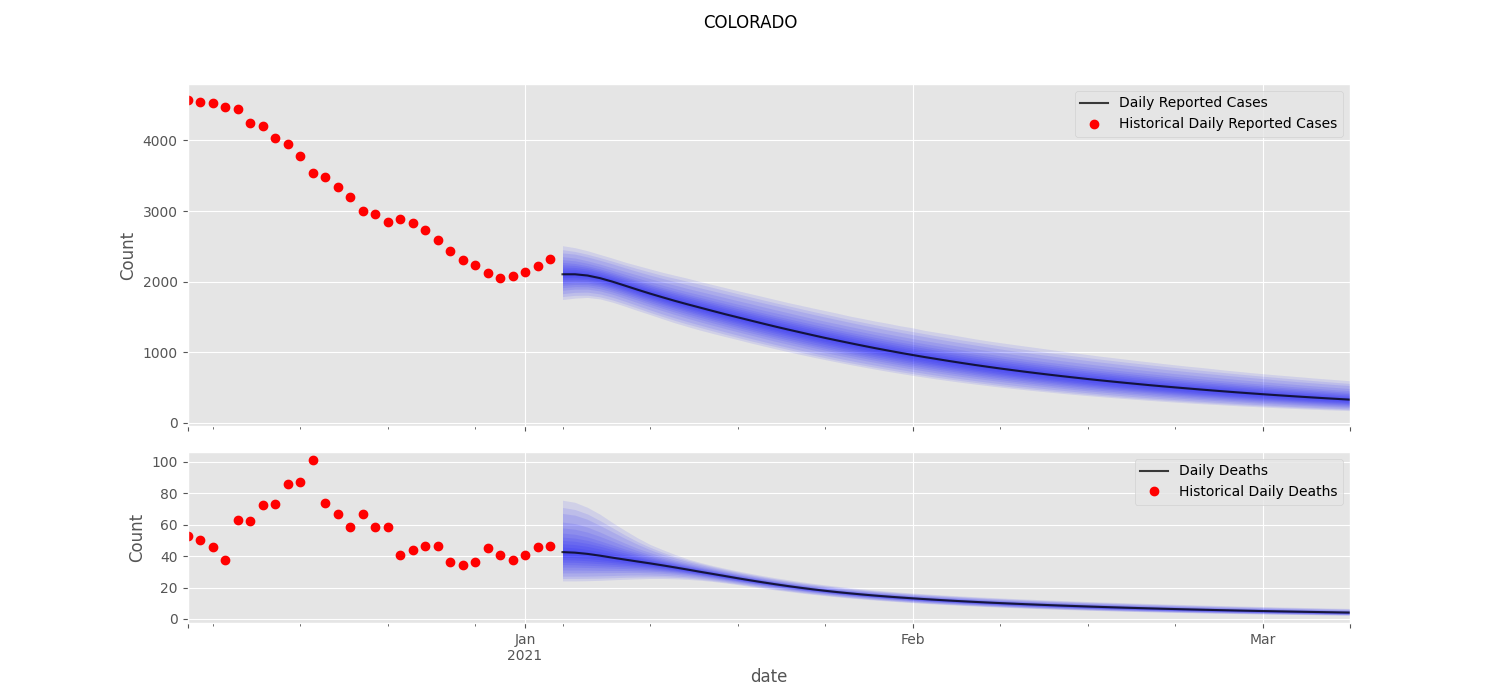 COLORADO
Daily Reported Cases
Historical Daily Reported Cases
Count
4000
3000
2000
1000
0
Daily Deaths
Historical Daily Deaths
Count
100
80
60
40
20
0
Jan
2021
Feb
Mar
date